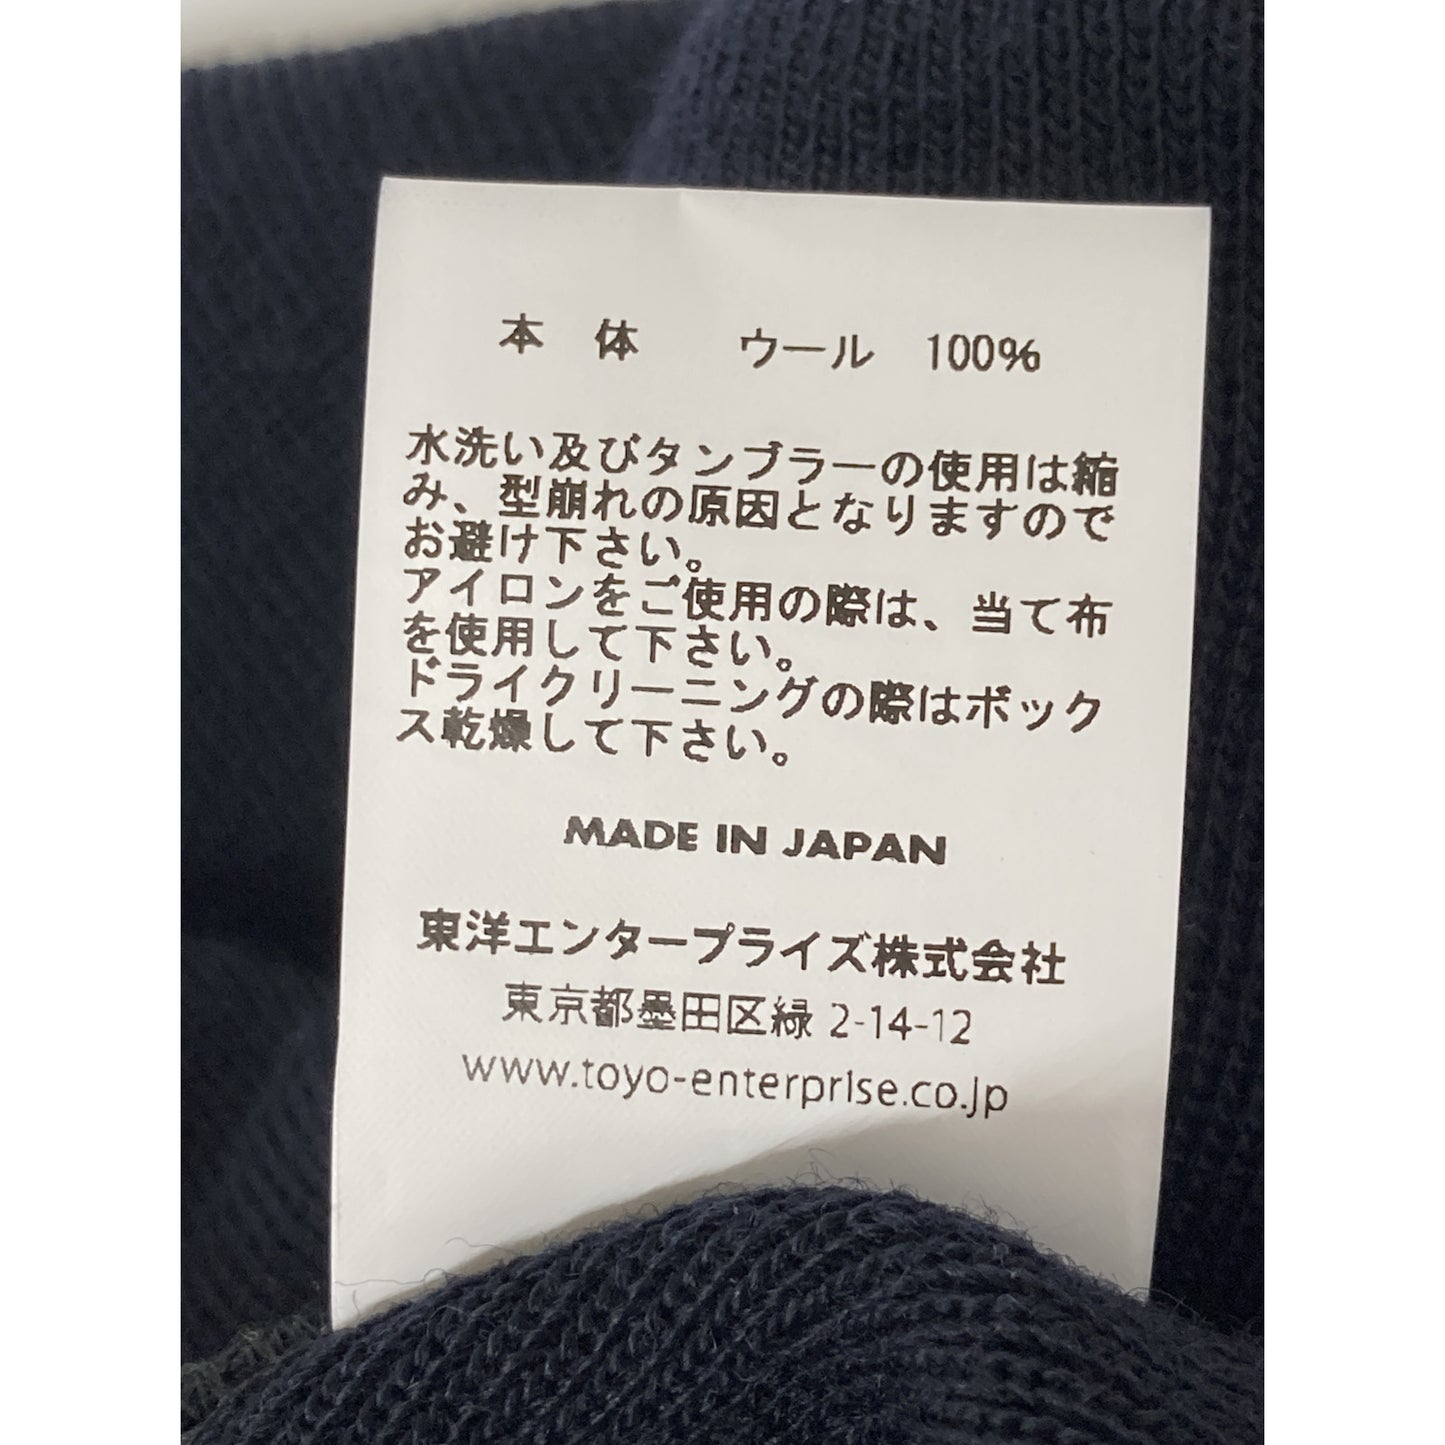 本 体 ウール 100%
水洗い及びタンブラーの使用は縮
み、型崩れの原因となりますので
お避け下さい。
アイロンをご使用の際は、当て布
を使用して下さい。
ドライクリーニングの際はボック
ス乾燥して下さい。
MADE IN JAPAN
東洋エンタープライズ株式会社
東京都墨田区緑 2-14-12
www.toyo-enterprise.co.jp